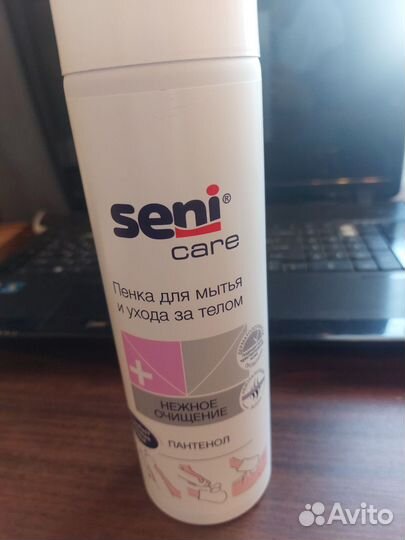 seni®
care
Пенка для мытья
и ухода за телом
НЕЖНОЕ
ОЧИЩЕНИЕ
ПАНТЕНОЛ
Avito